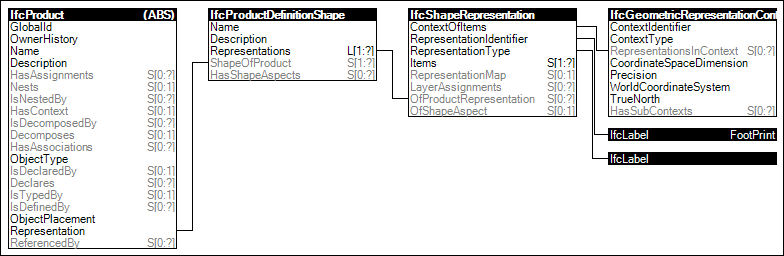 IfcProduct (ABS)
GlobalId
OwnerHistory
Name
Description
HasAssignments S[0:?]
Nests S[0:1]
IsNestedBy S[0:?]
HasContext S[0:1]
IsDecomposedBy S[0:?]
Decomposes S[0:1]
HasAssociations S[0:?]
ObjectType
IsDeclaredBy S[0:1]
Declares S[0:?]
IsTypedBy S[0:1]
IsDefinedBy S[0:?]
ObjectPlacement
Representation
ReferencedBy S[0:?]
IfcProductDefinitionShape
Name
Description
Representations L[1:?]
ShapeOfProduct S[1:?]
HasShapeAspects S[0:?]
IfcShapeRepresentation
ContextOfItems
RepresentationIdentifier
RepresentationType
Items S[1:?]
RepresentationMap S[0:1]
LayerAssignments S[0:?]
OfProductRepresentation S[0:?]
OfShapeAspect S[0:1]
IfcGeometricRepresentationCon
ContextIdentifier
ContextType
RepresentationsInContext S[0:?]
CoordinateSpaceDimension
Precision
WorldCoordinateSystem
TrueNorth
HasSubContexts S[0:?]
IfcLabel FootPrint
IfcLabel